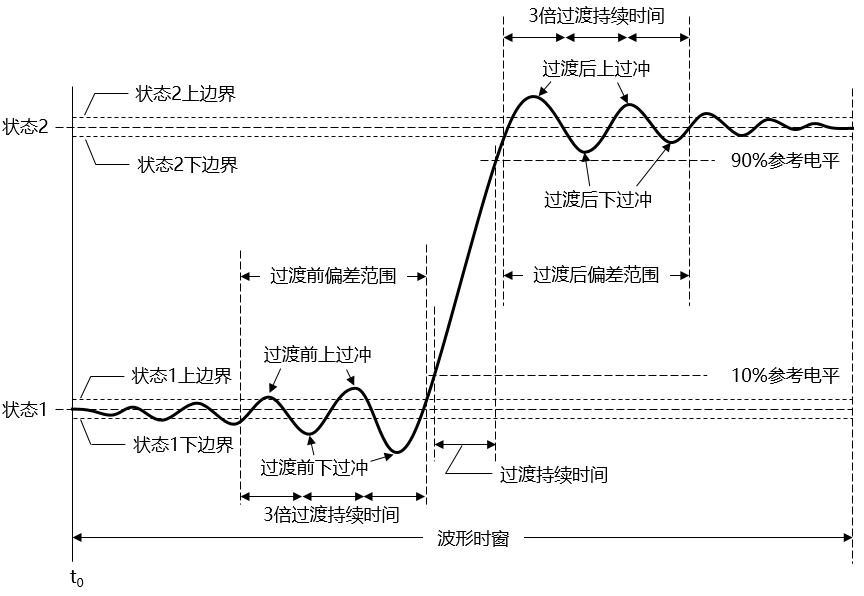 3倍过渡持续时间
过渡后上过冲
状态2上边界
状态2
状态2下边界
90%参考电平
过渡后下过冲
过渡前偏差范围
过渡后偏差范围
过渡前上过冲
状态1上边界
10%参考电平
状态1
状态1下边界
过渡前下过冲
过渡持续时间
3倍过渡持续时间
波形时窗
t₀